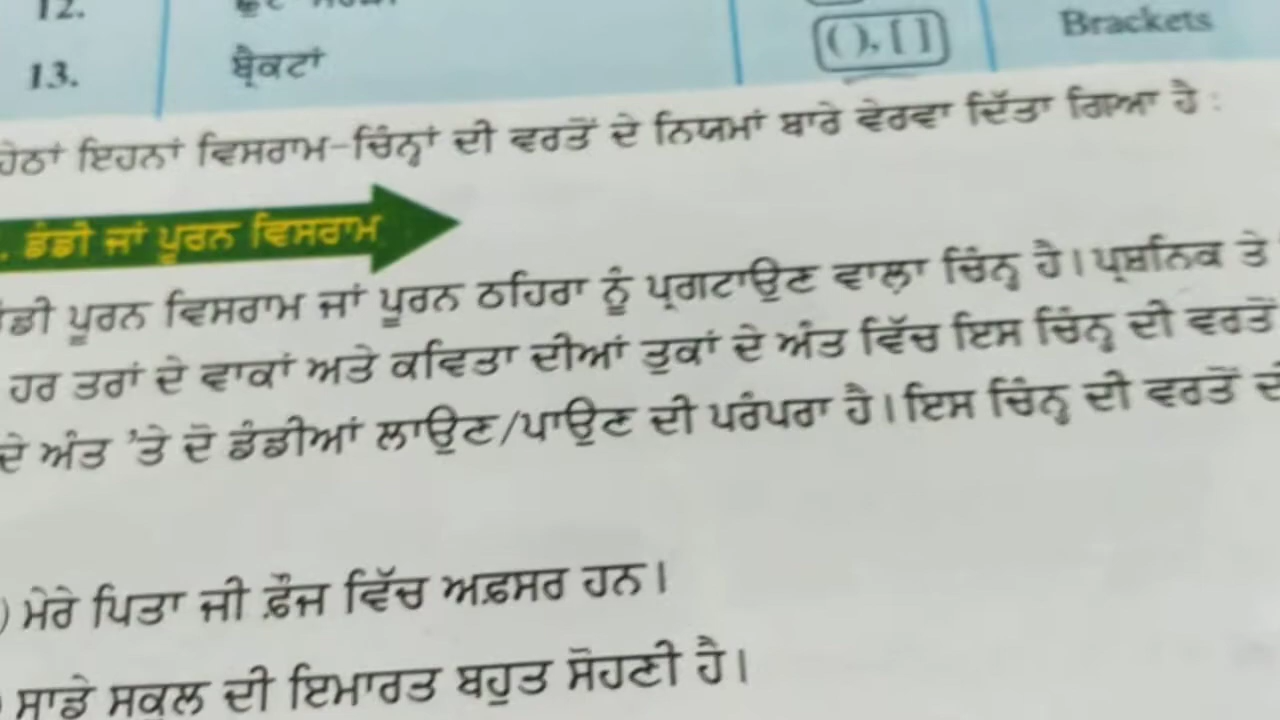 12.
13. ਬ੍ਰੈਕਟਾਂ ( ), [ ] Brackets
ਹੇਠਾਂ ਇਹਨਾਂ ਵਿਸਰਾਮ-ਚਿੰਨ੍ਹਾਂ ਦੀ ਵਰਤੋਂ ਦੇ ਨਿਯਮਾਂ ਬਾਰੇ ਵੇਰਵਾ ਦਿੱਤਾ ਗਿਆ ਹੈ :
. ਡੰਡੀ ਜਾਂ ਪੂਰਨ ਵਿਸਰਾਮ
ਡੰਡੀ ਪੂਰਨ ਵਿਸਰਾਮ ਜਾਂ ਪੂਰਨ ਠਹਿਰਾ ਨੂੰ ਪ੍ਰਗਟਾਉਣ ਵਾਲਾ ਚਿੰਨ੍ਹ ਹੈ। ਪ੍ਰਸ਼ਨਿਕ ਤੇ
ਹਰ ਤਰਾਂ ਦੇ ਵਾਕਾਂ ਅਤੇ ਕਵਿਤਾ ਦੀਆਂ ਤੁਕਾਂ ਦੇ ਅੰਤ ਵਿੱਚ ਇਸ ਚਿੰਨ੍ਹ ਦੀ ਵਰਤੋਂ
ਦੇ ਅੰਤ ’ਤੇ ਦੋ ਡੰਡੀਆਂ ਲਾਉਣ/ਪਾਉਣ ਦੀ ਪਰੰਪਰਾ ਹੈ। ਇਸ ਚਿੰਨ੍ਹ ਦੀ ਵਰਤੋਂ ਦੀ
) ਮੇਰੇ ਪਿਤਾ ਜੀ ਫ਼ੌਜ ਵਿੱਚ ਅਫ਼ਸਰ ਹਨ।
ਸਾਡੇ ਸਕੂਲ ਦੀ ਇਮਾਰਤ ਬਹੁਤ ਸੋਹਣੀ ਹੈ।